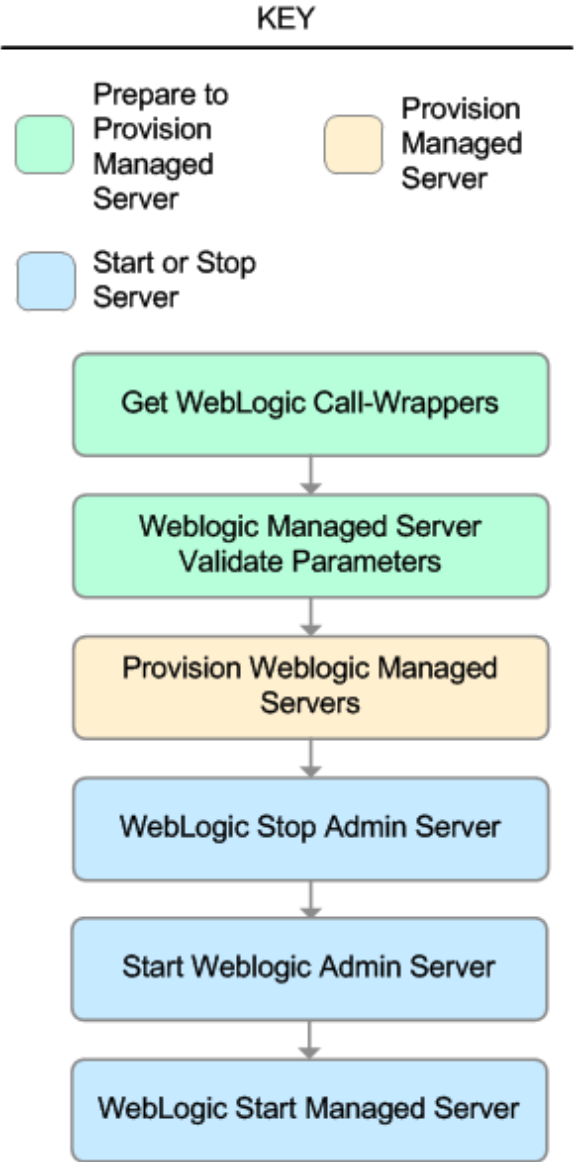 KEY
Prepare to
Provision
Managed
Server
Provision
Managed
Server
Start or Stop
Server
Get WebLogic Call-Wrappers
Weblogic Managed Server
Validate Parameters
Provision Weblogic Managed
Servers
WebLogic Stop Admin Server
Start Weblogic Admin Server
WebLogic Start Managed Server